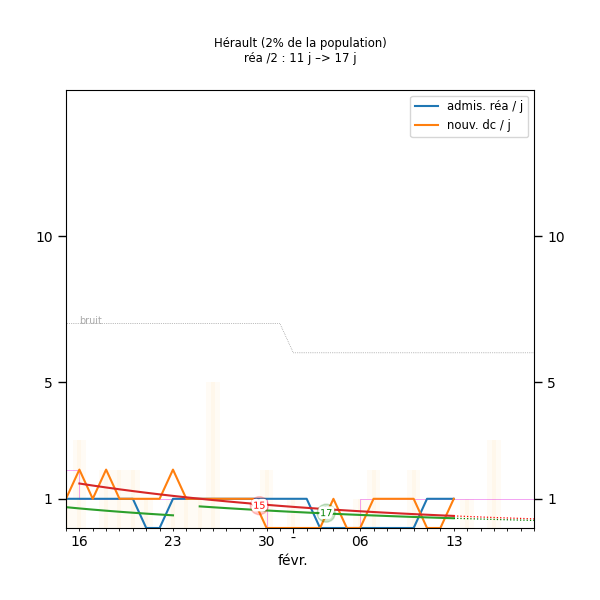 Hérault (2% de la population)
réa /2 : 11 j –> 17 j
admis. réa / j
nouv. dc / j
10
10
bruit
5
5
1
1
15
17
16
23
30
-
06
13
févr.